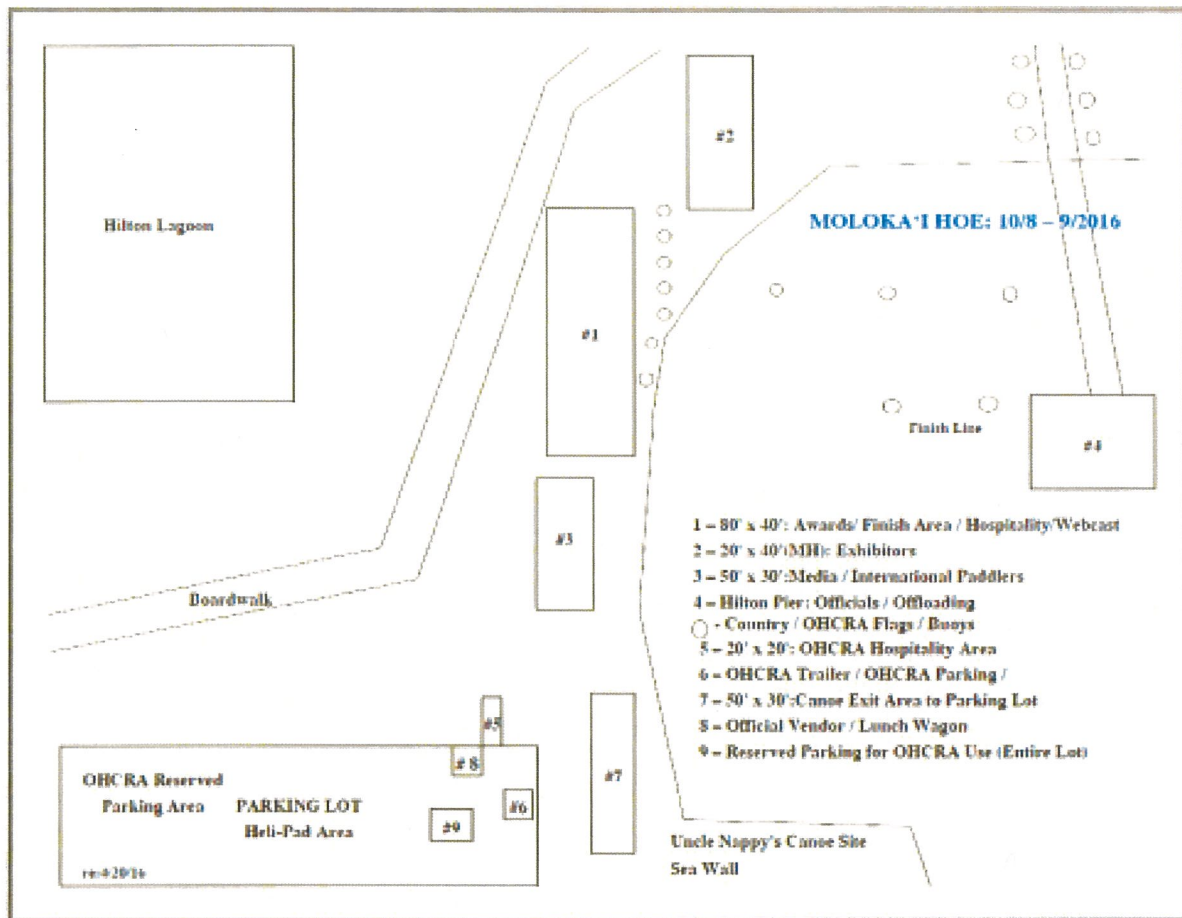 #2
Hilton Lagoon
MOLOKA'I HOE: 10/8 – 9/2016
#1
Finish Line
#4
#3
1 – 80' x 40': Awards/ Finish Area / Hospitality/Webcast
2 – 20' x 40'(MH): Exhibitors
3 – 50' x 30':Media / International Paddlers
4 – Hilton Pier: Officials / Offloading
- Country / OHCRA Flags / Buoys
5 – 20' x 20': OHCRA Hospitality Area
6 – OHCRA Trailer / OHCRA Parking /
7 – 50' x 30':Canoe Exit Area to Parking Lot
8 – Official Vendor / Lunch Wagon
9 – Reserved Parking for OHCRA Use (Entire Lot)
Boardwalk
#5
# 8
#7
OHCRA Reserved
Parking Area
PARKING LOT
Heli-Pad Area
#6
#9
Uncle Nappy's Canoe Site
Sea Wall